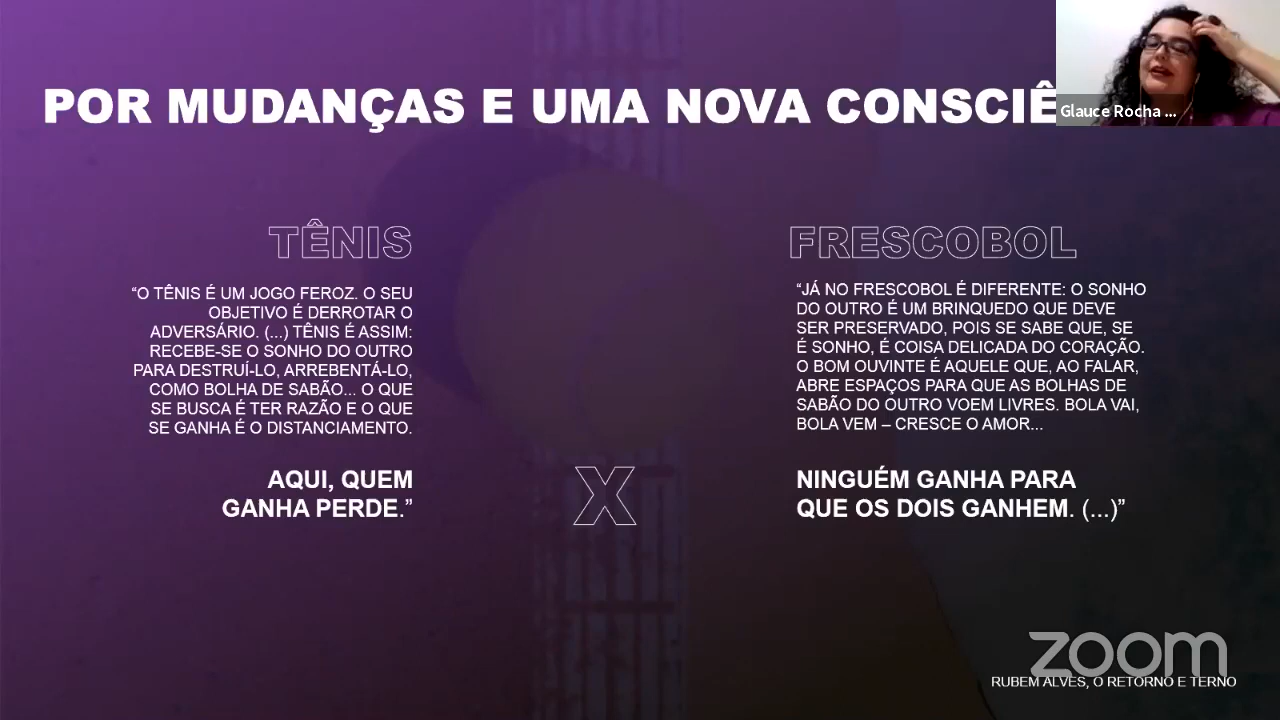 POR MUDANÇAS E UMA NOVA CONSCIÊ
Glauce Rocha ...
TÊNIS
“O TÊNIS É UM JOGO FEROZ. O SEU
OBJETIVO É DERROTAR O
ADVERSÁRIO. (...) TÊNIS É ASSIM:
RECEBE-SE O SONHO DO OUTRO
PARA DESTRUÍ-LO, ARREBENTÁ-LO,
COMO BOLHA DE SABÃO... O QUE
SE BUSCA É TER RAZÃO E O QUE
SE GANHA É O DISTANCIAMENTO.
AQUI, QUEM
GANHA PERDE.”
X
FRESCOBOL
“JÁ NO FRESCOBOL É DIFERENTE: O SONHO
DO OUTRO É UM BRINQUEDO QUE DEVE
SER PRESERVADO, POIS SE SABE QUE, SE
É SONHO, É COISA DELICADA DO CORAÇÃO.
O BOM OUVINTE É AQUELE QUE, AO FALAR,
ABRE ESPAÇOS PARA QUE AS BOLHAS DE
SABÃO DO OUTRO VOEM LIVRES. BOLA VAI,
BOLA VEM – CRESCE O AMOR...
NINGUÉM GANHA PARA
QUE OS DOIS GANHEM. (...)”
zoom
RUBEM ALVES, O RETORNO E TERNO